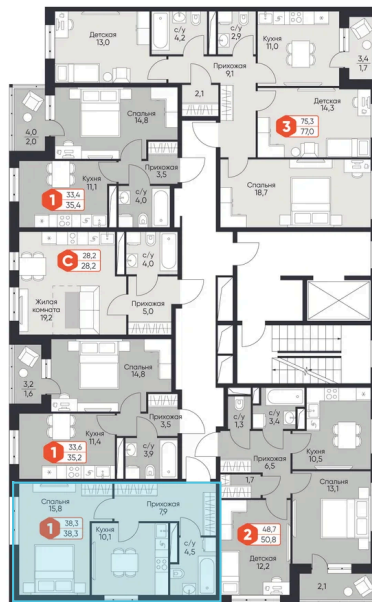 Детская
13,0
с/у
4,2
с/у
2,9
Кухня
11,0
3,4
1,7
Прихожая
9,1
2,1
Детская
14,3
3
75,3
77,0
Спальня
14,8
4,0
2,0
Прихожая
3,5
Кухня
11,1
1
33,4
35,4
с/у
4,0
Спальня
18,7
С
28,2
28,2
с/у
4,0
Жилая
комната
19,2
Прихожая
5,0
Спальня
14,8
3,2
1,6
Прихожая
3,5
Кухня
11,4
1
33,6
35,2
с/у
3,9
с/у
1,3
с/у
3,4
Кухня
10,5
Прихожая
6,5
1,7
Спальня
13,1
2
48,7
50,8
Детская
12,2
2,1
Спальня
15,8
Прихожая
7,9
1
38,3
38,3
Кухня
10,1
с/у
4,5